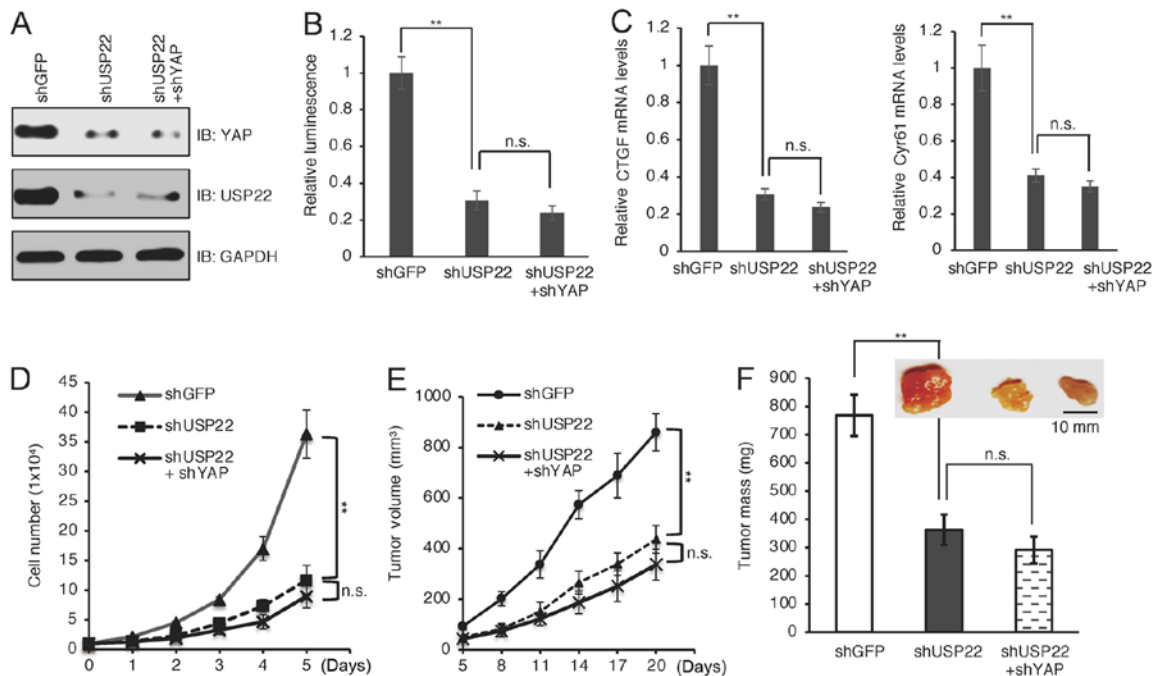 A
shGFP
shUSP22
shUSP22
+shYAP
IB: YAP
IB: USP22
IB: GAPDH
B
Relative luminescence
1.2
1
0.8
0.6
0.4
0.2
0
**
n.s.
shGFP
shUSP22
shUSP22
+shYAP
C
Relative CTGF mRNA levels
1.2
1
0.8
0.6
0.4
0.2
0
**
n.s.
shGFP
shUSP22
shUSP22
+shYAP
Relative Cyr61 mRNA levels
1.2
1
0.8
0.6
0.4
0.2
0
**
n.s.
shGFP
shUSP22
shUSP22
+shYAP
D
Cell number (1x10⁴)
45
40
35
30
25
20
15
10
5
0
shGFP
shUSP22
shUSP22
+ shYAP
**
n.s.
0 1 2 3 4 5 (Days)
E
Tumor volume (mm³)
1000
800
600
400
200
0
shGFP
shUSP22
shUSP22
+shYAP
**
n.s.
5 8 11 14 17 20 (Days)
F
Tumor mass (mg)
900
800
700
600
500
400
300
200
100
0
**
10 mm
n.s.
shGFP
shUSP22
shUSP22
+shYAP